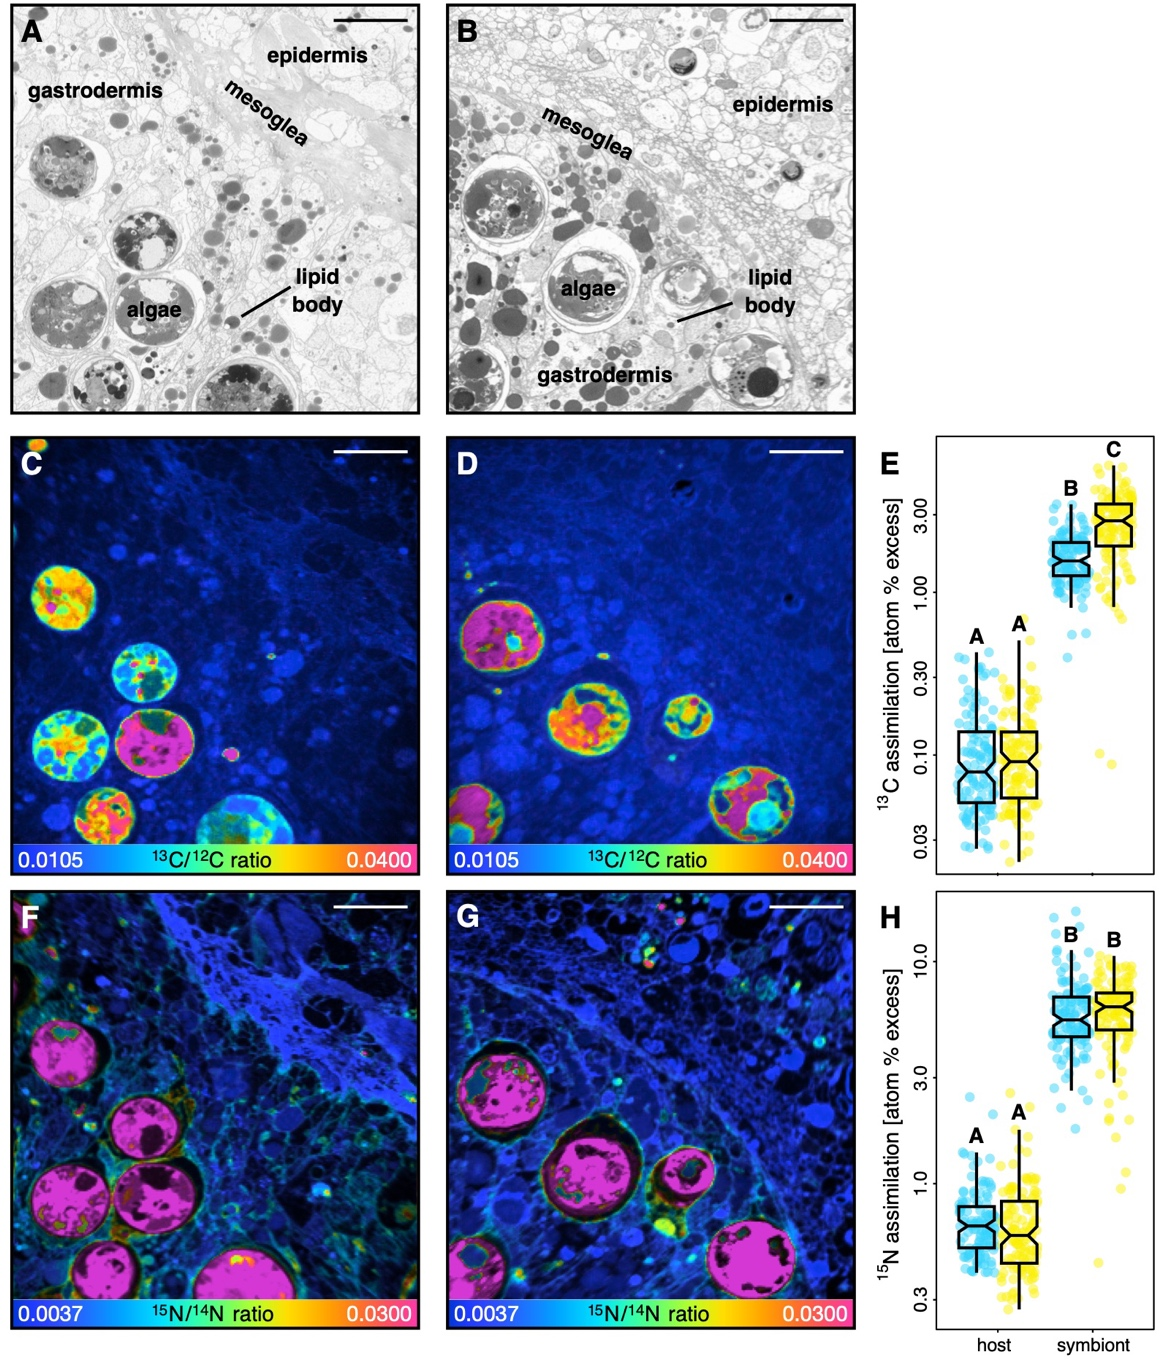 A
epidermis
gastrodermis
mesoglea
lipid
body
algae
B
epidermis
mesoglea
algae
lipid
body
gastrodermis
C
0.0105 ¹³C/¹²C ratio 0.0400
D
0.0105 ¹³C/¹²C ratio 0.0400
E
¹³C assimilation [atom % excess]
3.00
1.00
0.30
0.10
0.03
A
A
B
C
F
0.0037 ¹⁵N/¹⁴N ratio 0.0300
G
0.0037 ¹⁵N/¹⁴N ratio 0.0300
H
¹⁵N assimilation [atom % excess]
10.0
3.0
1.0
0.3
A
A
B
B
host symbiont